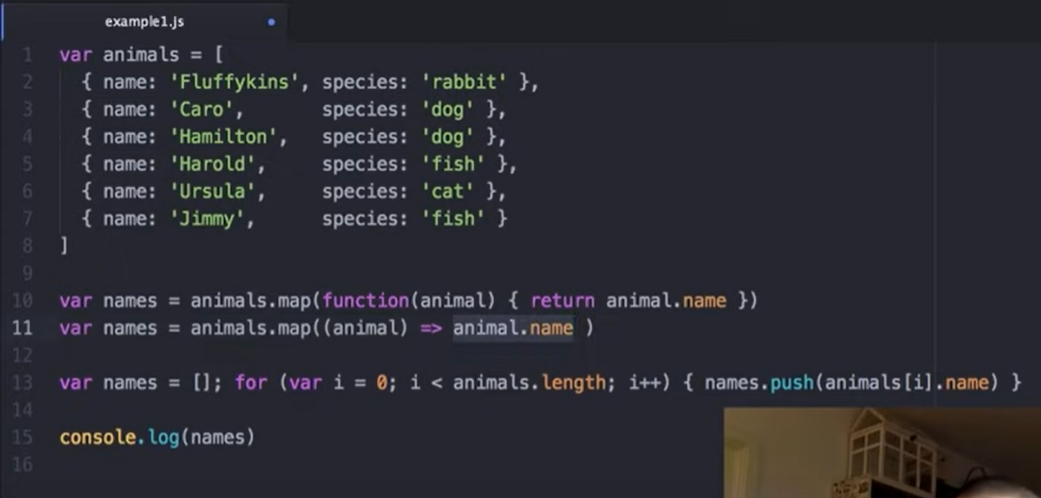 example1.js
1 var animals = [
2 { name: 'Fluffykins', species: 'rabbit' },
3 { name: 'Caro', species: 'dog' },
4 { name: 'Hamilton', species: 'dog' },
5 { name: 'Harold', species: 'fish' },
6 { name: 'Ursula', species: 'cat' },
7 { name: 'Jimmy', species: 'fish' }
8 ]
9
10 var names = animals.map(function(animal) { return animal.name })
11 var names = animals.map((animal) => animal.name )
12
13 var names = []; for (var i = 0; i < animals.length; i++) { names.push(animals[i].name) }
14
15 console.log(names)
16